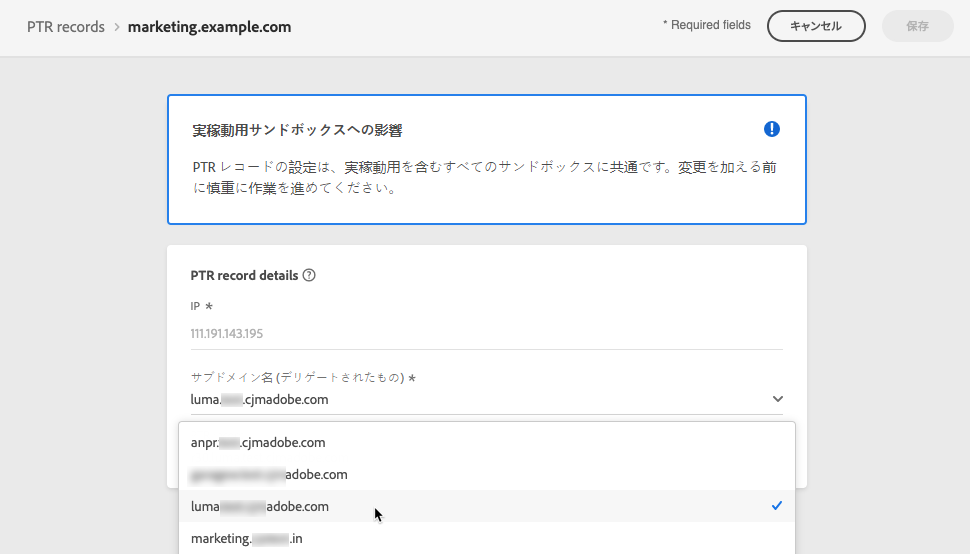 PTR records > marketing.example.com
* Required fields
キャンセル
保存
実稼動用サンドボックスへの影響
PTR レコードの設定は、実稼動用を含むすべてのサンドボックスに共通です。変更を加える前
に慎重に作業を進めてください。
PTR record details
IP *
111.191.143.195
サブドメイン名 (デリゲートされたもの) *
luma. .cjmadobe.com
anpr. .cjmadobe.com
adobe.com
luma adobe.com
marketing. .in